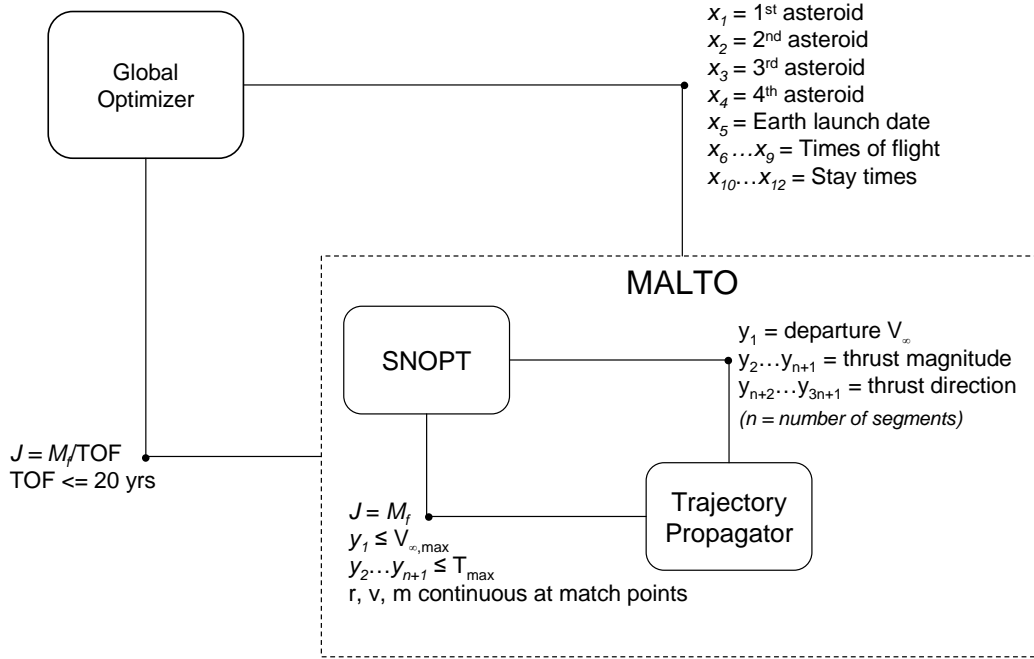 Global
Optimizer
x₁ = 1ˢᵗ asteroid
x₂ = 2ⁿᵈ asteroid
x₃ = 3ʳᵈ asteroid
x₄ = 4ᵗʰ asteroid
x₅ = Earth launch date
x₆…x₉ = Times of flight
x₁₀…x₁₂ = Stay times
MALTO
SNOPT
y₁ = departure V∞
y₂…yₙ₊₁ = thrust magnitude
yₙ₊₂…y₃ₙ₊₁ = thrust direction
(n = number of segments)
J = M_f/TOF
TOF <= 20 yrs
Trajectory
Propagator
J = M_f
y₁ ≤ V∞,max
y₂…yₙ₊₁ ≤ Tmax
r, v, m continuous at match points